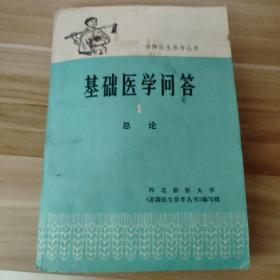 赤脚医生参考丛书
基础医学问答
1
总论
河北新医大学
《赤脚医生参考丛书》编写组